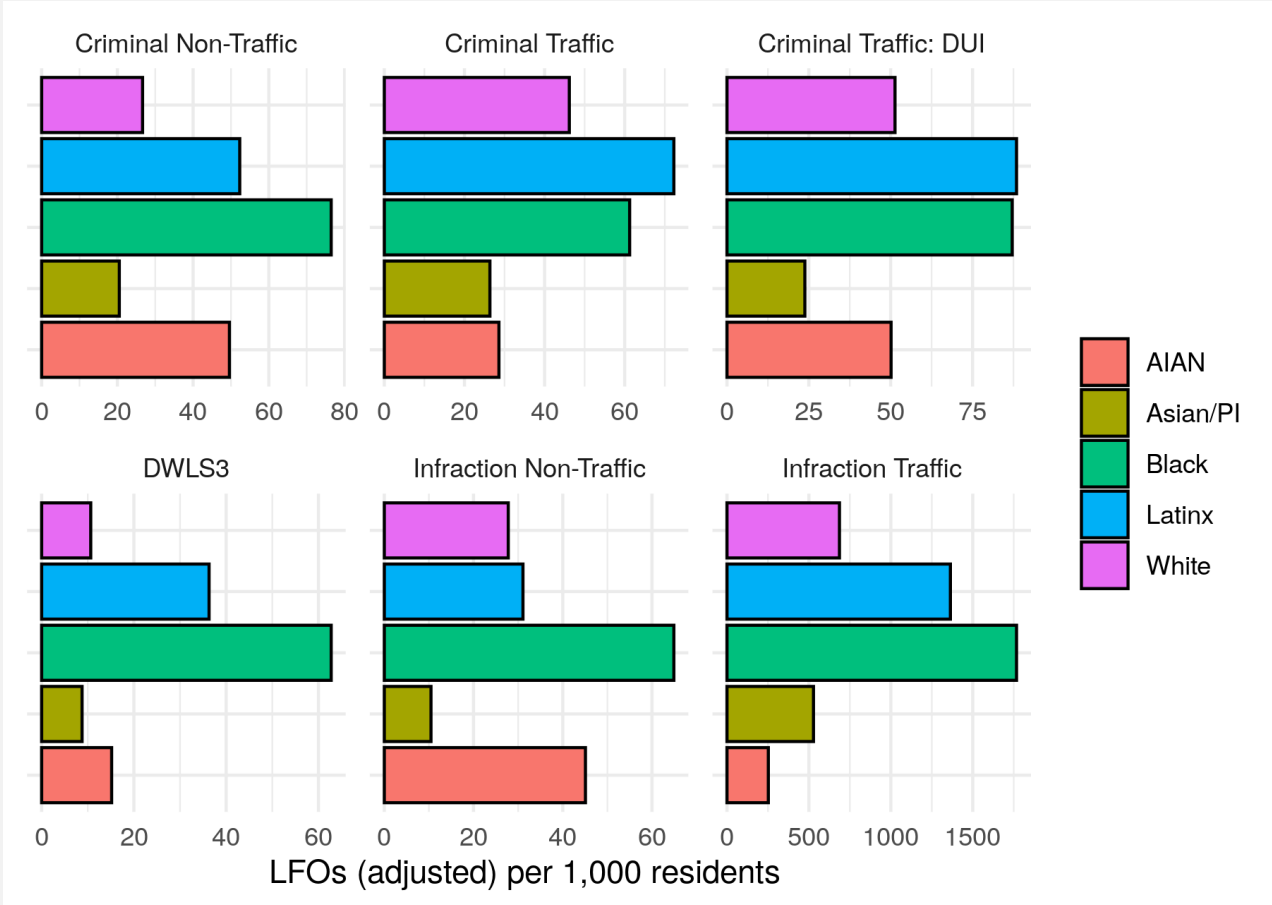 Criminal Non-Traffic
Criminal Traffic
Criminal Traffic: DUI
0 20 40 60 80
0 20 40 60
0 25 50 75
DWLS3
Infraction Non-Traffic
Infraction Traffic
0 20 40 60
0 20 40 60
0 500 1000 1500
LFOs (adjusted) per 1,000 residents
AIAN
Asian/PI
Black
Latinx
White